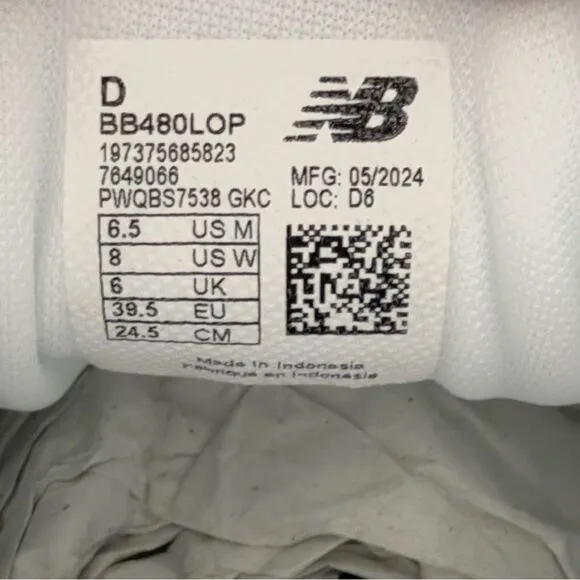 D
NB
BB480LOP
197375685823
7649066
PWQBS7538 GKC
MFG: 05/2024
LOC: D6
6.5 US M
8 US W
6 UK
39.5 EU
24.5 CM
Made in Indonesia
Fabriqué en Indonésie